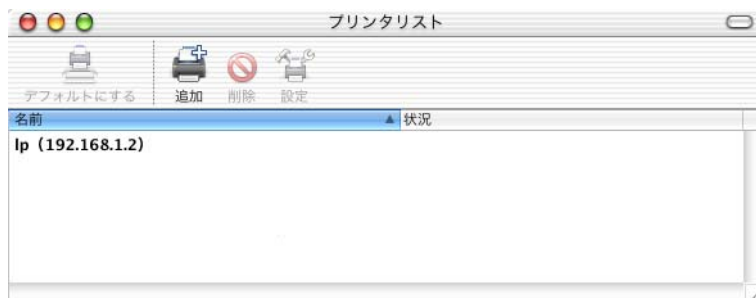 プリンタリスト
デフォルトにする 追加 削除 設定
名前 状況
lp（192.168.1.2）